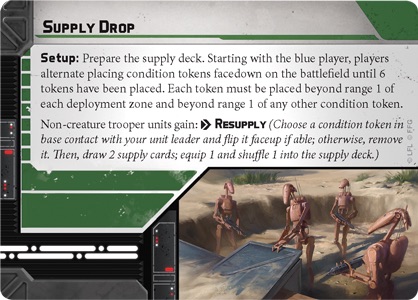 Supply Drop
Setup: Prepare the supply deck. Starting with the blue player, players
alternate placing condition tokens facedown on the battlefield until 6
tokens have been placed. Each token must be placed beyond range 1 of
each deployment zone and beyond range 1 of any other condition token.
Non-creature trooper units gain: Resupply (Choose a condition token in
base contact with your unit leader and flip it faceup if able; otherwise, remove
it. Then, draw 2 supply cards; equip 1 and shuffle 1 into the supply deck.)
© LFL © FFG